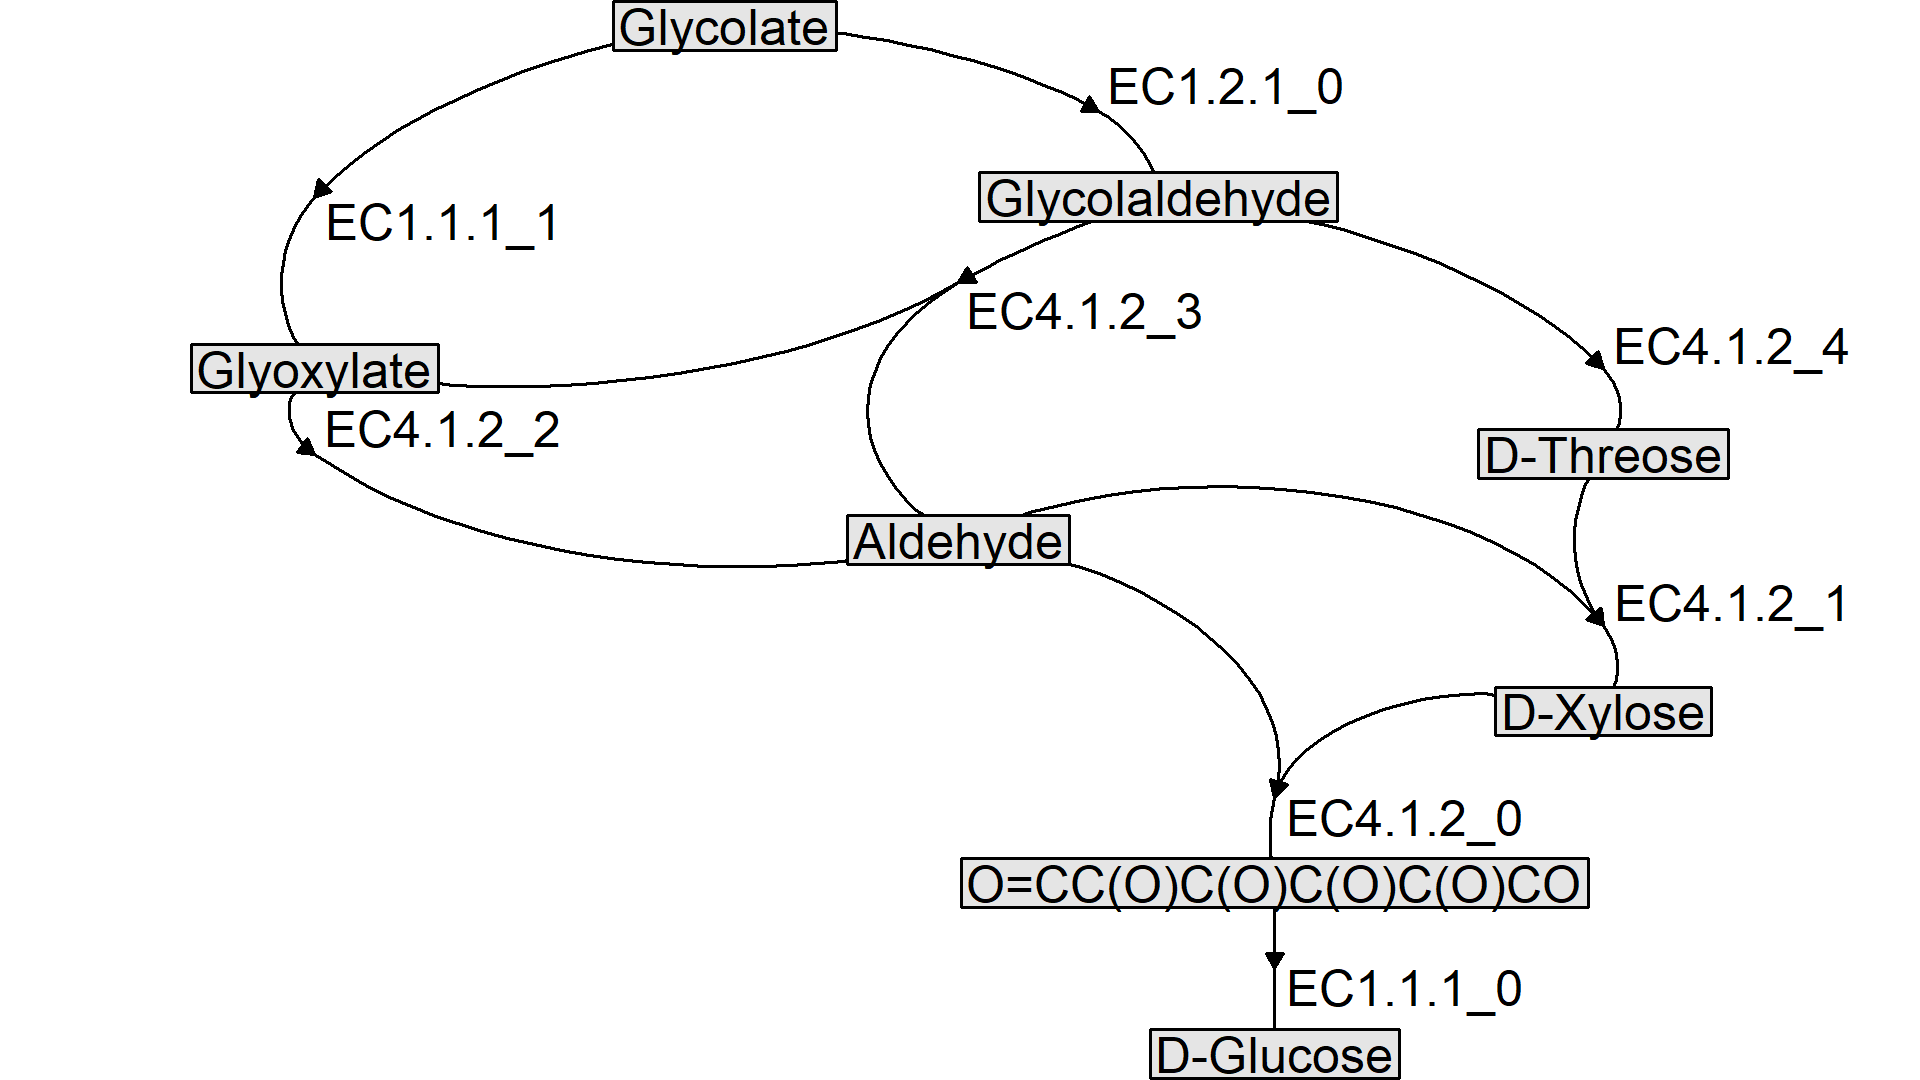 Glycolate
EC1.2.1_0
Glycolaldehyde
EC1.1.1_1
EC4.1.2_3
EC4.1.2_4
Glyoxylate
EC4.1.2_2
D-Threose
Aldehyde
EC4.1.2_1
D-Xylose
EC4.1.2_0
O=CC(O)C(O)C(O)C(O)CO
EC1.1.1_0
D-Glucose